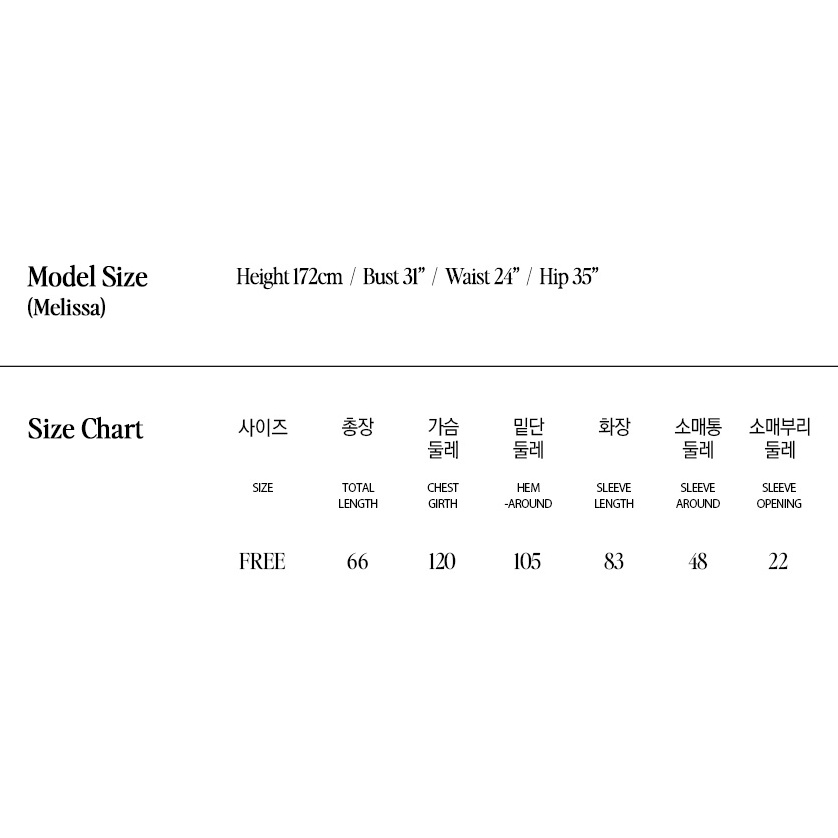 Model Size
(Melissa)
Height 172cm / Bust 31” / Waist 24” / Hip 35”
Size Chart
사이즈 총장 가슴 밑단 화장 소매통 소매부리
둘레 둘레 둘레 둘레
SIZE TOTAL CHEST HEM SLEEVE SLEEVE SLEEVE
LENGTH GIRTH -AROUND LENGTH AROUND OPENING
FREE 66 120 105 83 48 22